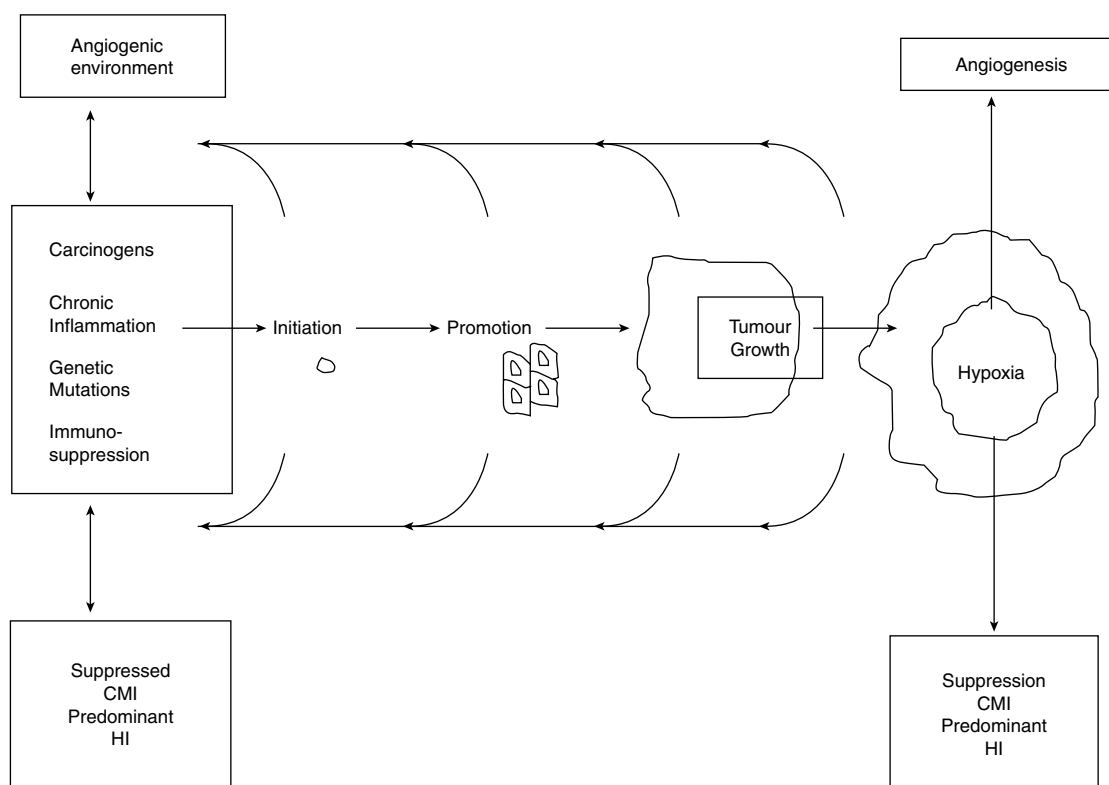 Angiogenic
environment
Angiogenesis
Carcinogens
Chronic
Inflammation
Genetic
Mutations
Immuno-
suppression
Initiation
Promotion
Tumour
Growth
Hypoxia
Suppressed
CMI
Predominant
HI
Suppression
CMI
Predominant
HI